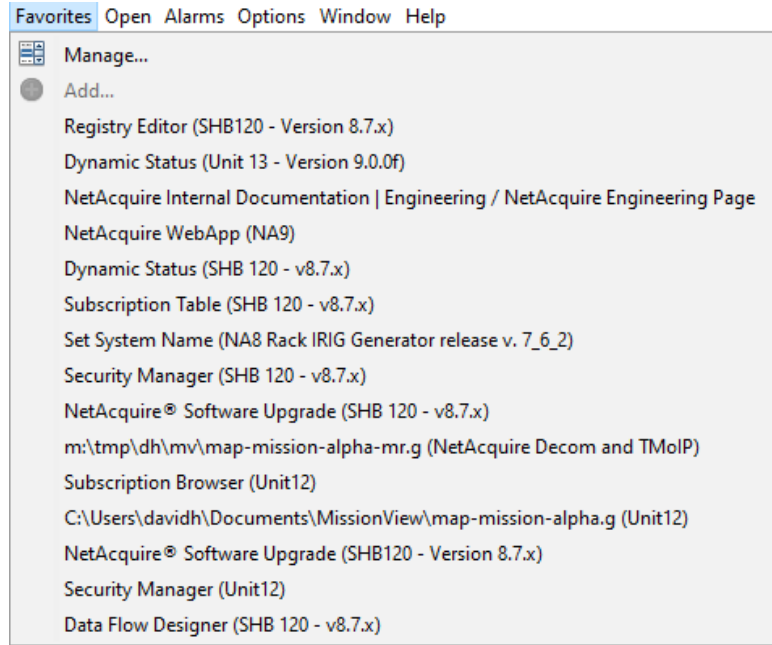 Favorites Open Alarms Options Window Help
Manage...
Add...
Registry Editor (SHB120 - Version 8.7.x)
Dynamic Status (Unit 13 - Version 9.0.0f)
NetAcquire Internal Documentation | Engineering / NetAcquire Engineering Page
NetAcquire WebApp (NA9)
Dynamic Status (SHB 120 - v8.7.x)
Subscription Table (SHB 120 - v8.7.x)
Set System Name (NA8 Rack IRIG Generator release v. 7_6_2)
Security Manager (SHB 120 - v8.7.x)
NetAcquire® Software Upgrade (SHB 120 - v8.7.x)
m:\tmp\dh\mv\map-mission-alpha-mr.g (NetAcquire Decom and TMoIP)
Subscription Browser (Unit12)
C:\Users\davidh\Documents\MissionView\map-mission-alpha.g (Unit12)
NetAcquire® Software Upgrade (SHB120 - Version 8.7.x)
Security Manager (Unit12)
Data Flow Designer (SHB 120 - v8.7.x)